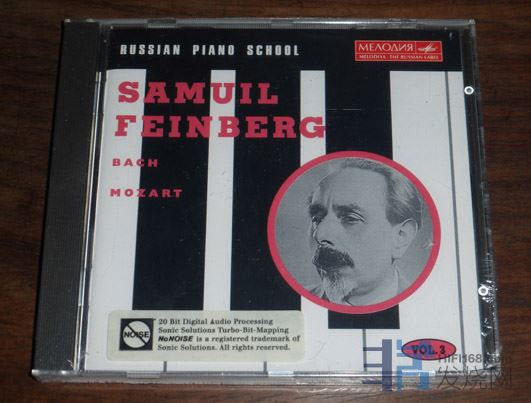 RUSSIAN PIANO SCHOOL
МЕЛОДИЯ
MELODIYA · THE RUSSIAN LABEL
SAMUIL
FEINBERG
BACH
MOZART
NOISE
20 Bit Digital Audio Processing
Sonic Solutions Turbo-Bit-Mapping
NoNOISE is a registered trademark of
Sonic Solutions. All rights reserved.
VOL. 3
HIFI168.
发烧网